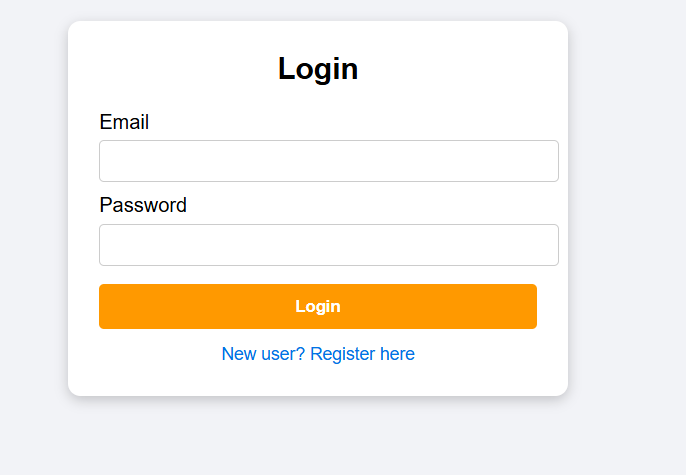 Login
Email
Password
Login
New user? Register here